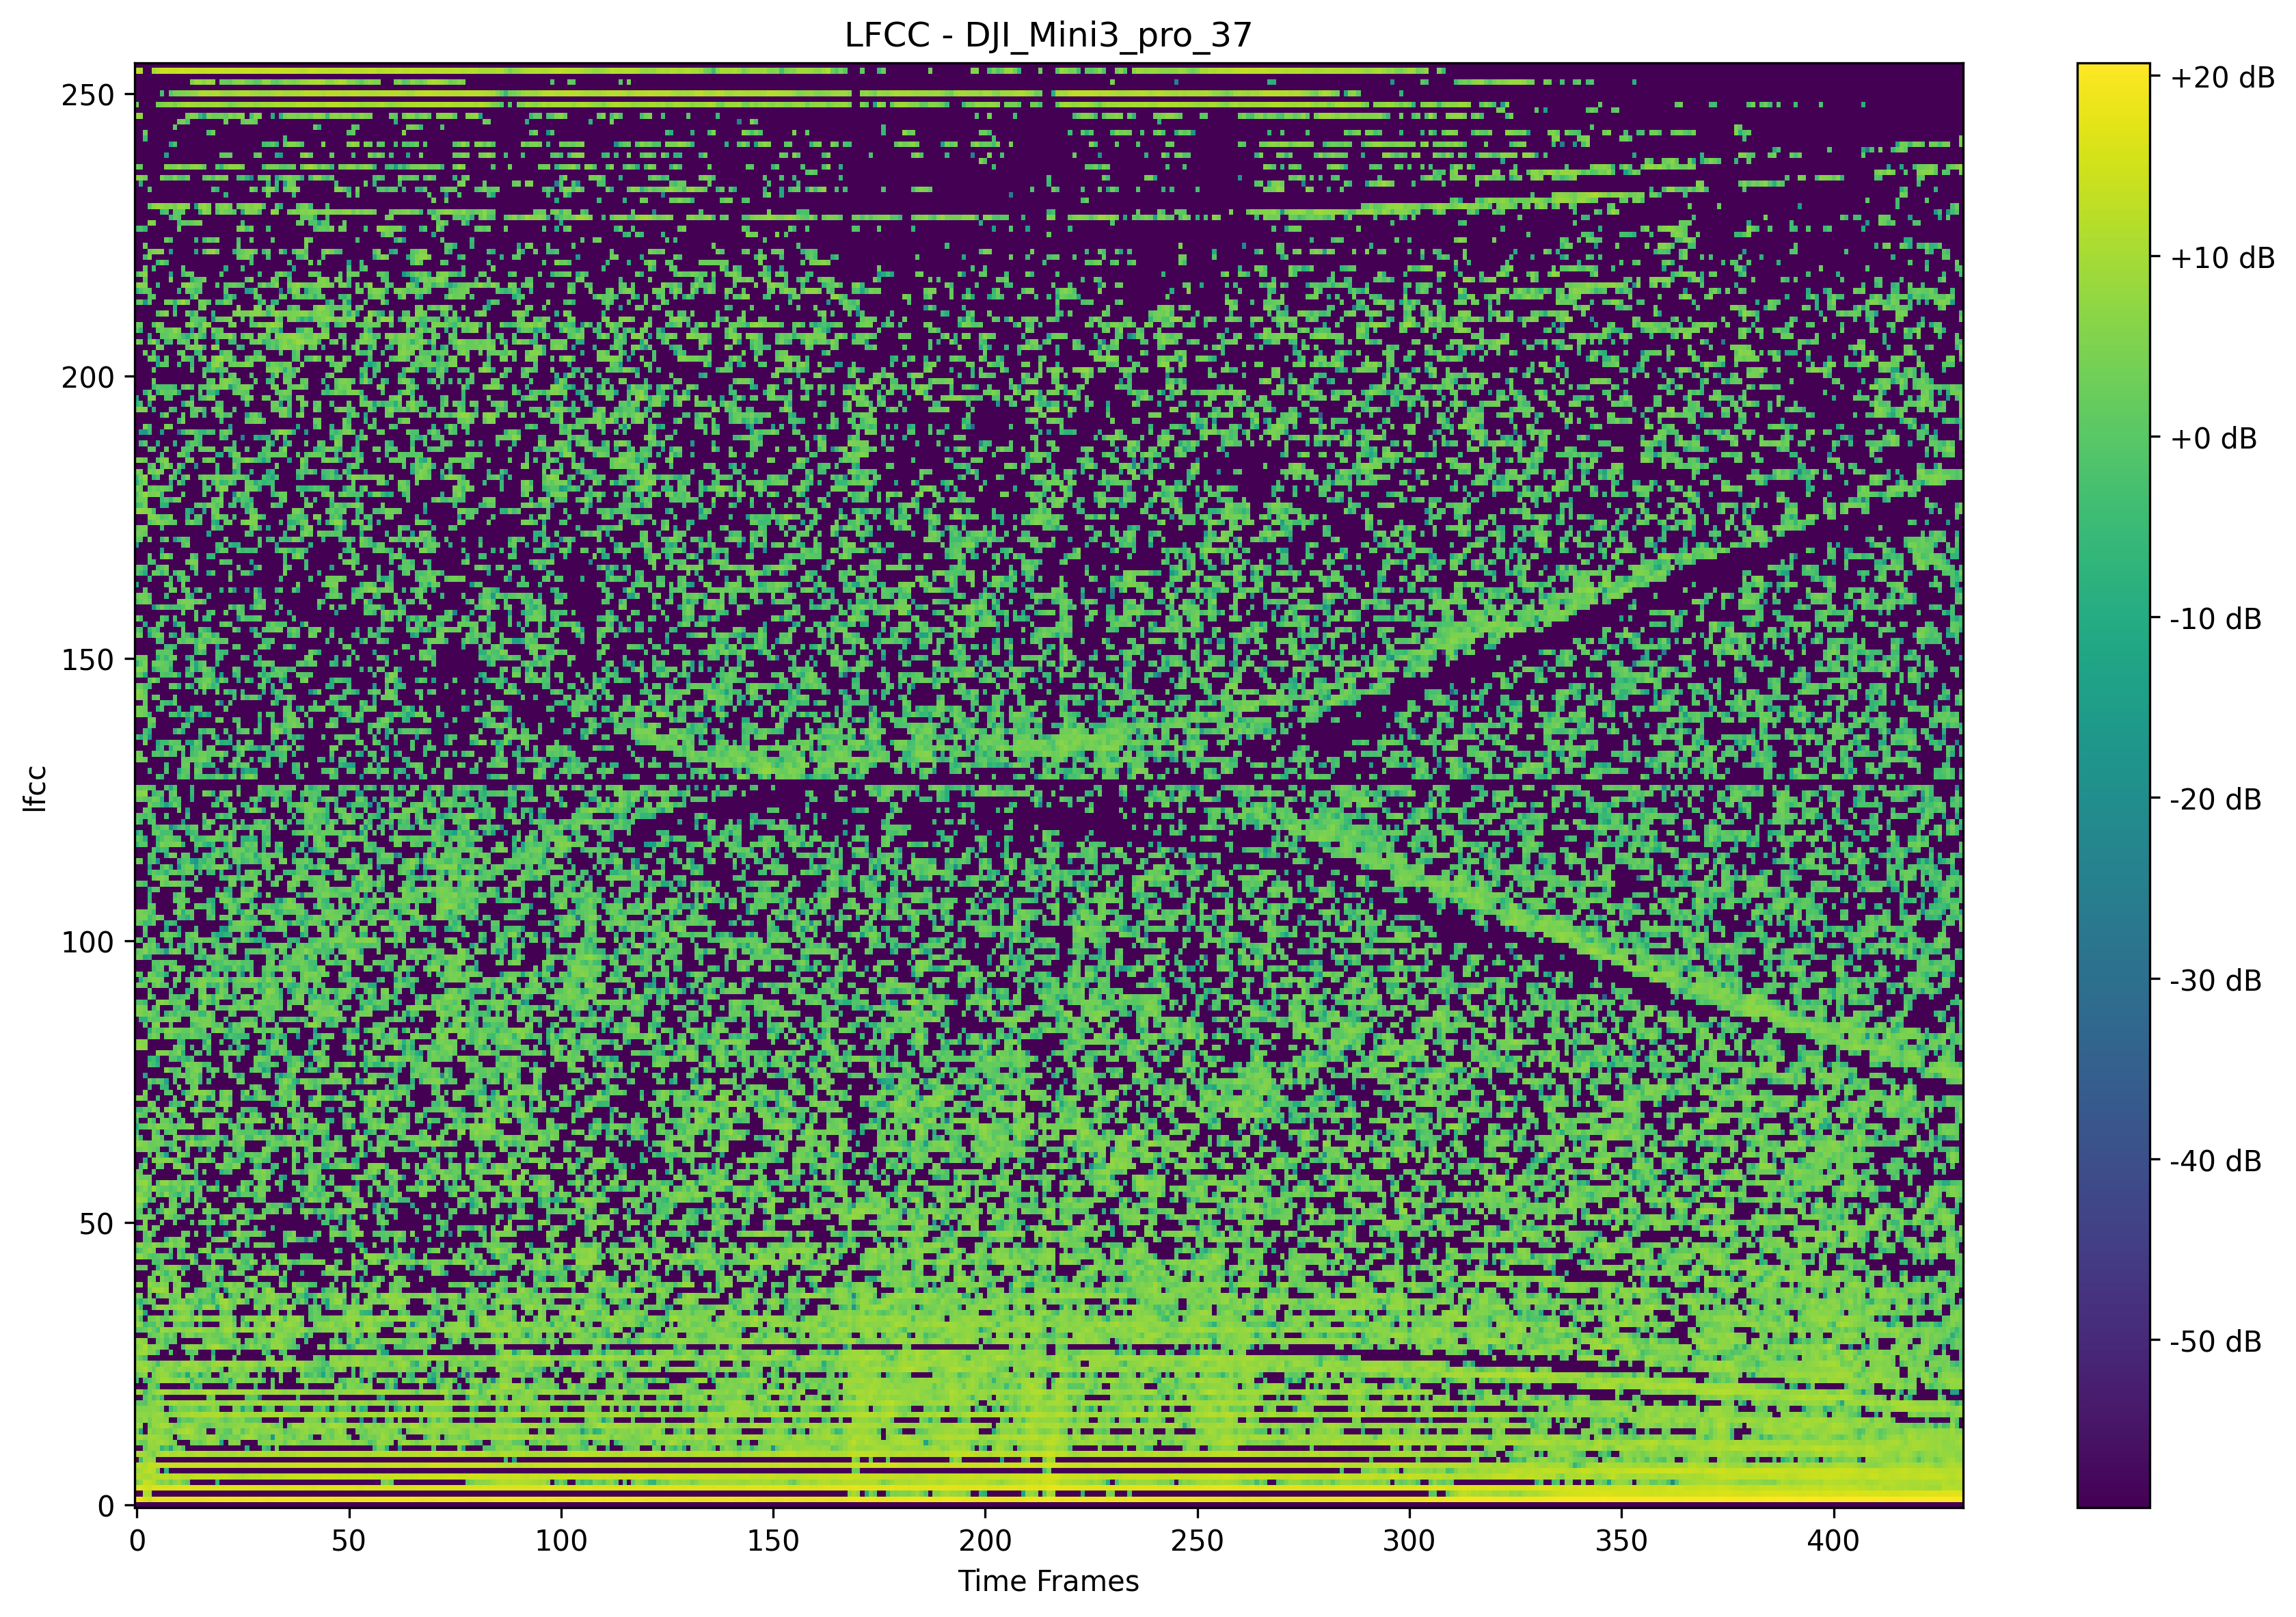 LFCC - DJI_Mini3_pro_37
250
200
150
100
50
0
lfcc
0 50 100 150 200 250 300 350 400
Time Frames
+20 dB
+10 dB
+0 dB
-10 dB
-20 dB
-30 dB
-40 dB
-50 dB